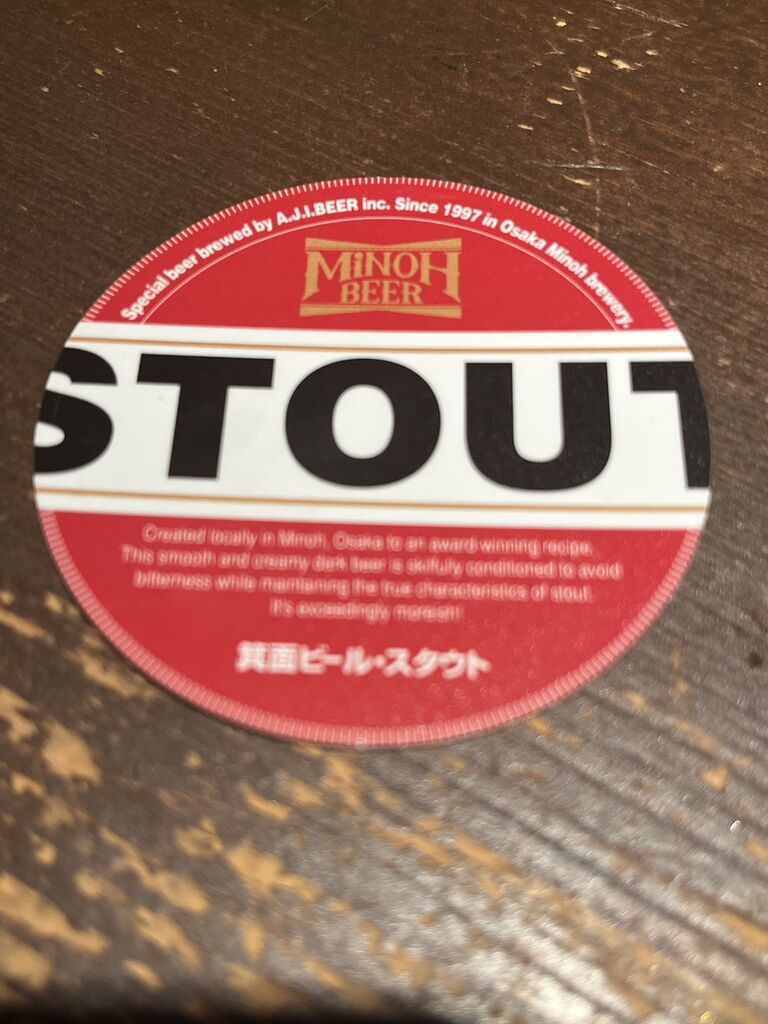 Special beer brewed by A.J.I.BEER inc. Since 1997 in Osaka Minoh brewery.
MiNOH
BEER
STOUT
Created locally in Minoh, Osaka to an award-winning recipe.
This smooth and creamy dark beer is skilfully conditioned to avoid
bitterness while maintaining the true characteristics of stout.
It's exceedingly moreish!
箕面ビール・スタウト